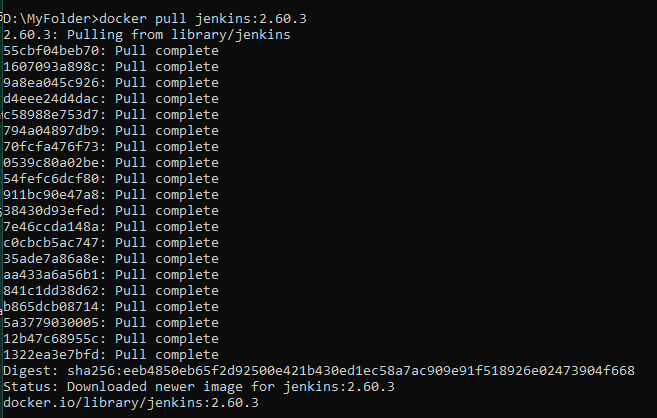 D:\MyFolder>docker pull jenkins:2.60.3
2.60.3: Pulling from library/jenkins
55cbf04beb70: Pull complete
1607093a898c: Pull complete
9a8ea045c926: Pull complete
d4eee24d4dac: Pull complete
c58988e753d7: Pull complete
794a04897db9: Pull complete
70fcfa476f73: Pull complete
0539c80a02be: Pull complete
54fefc6dcf80: Pull complete
911bc90e47a8: Pull complete
38430d93efed: Pull complete
7e46ccda148a: Pull complete
c0cbcb5ac747: Pull complete
35ade7a86a8e: Pull complete
aa433a6a56b1: Pull complete
841c1dd38d62: Pull complete
b865dcb08714: Pull complete
5a3779030005: Pull complete
12b47c68955c: Pull complete
1322ea3e7bfd: Pull complete
Digest: sha256:eeb4850eb65f2d92500e421b430ed1ec58a7ac909e91f518926e02473904f668
Status: Downloaded newer image for jenkins:2.60.3
docker.io/library/jenkins:2.60.3